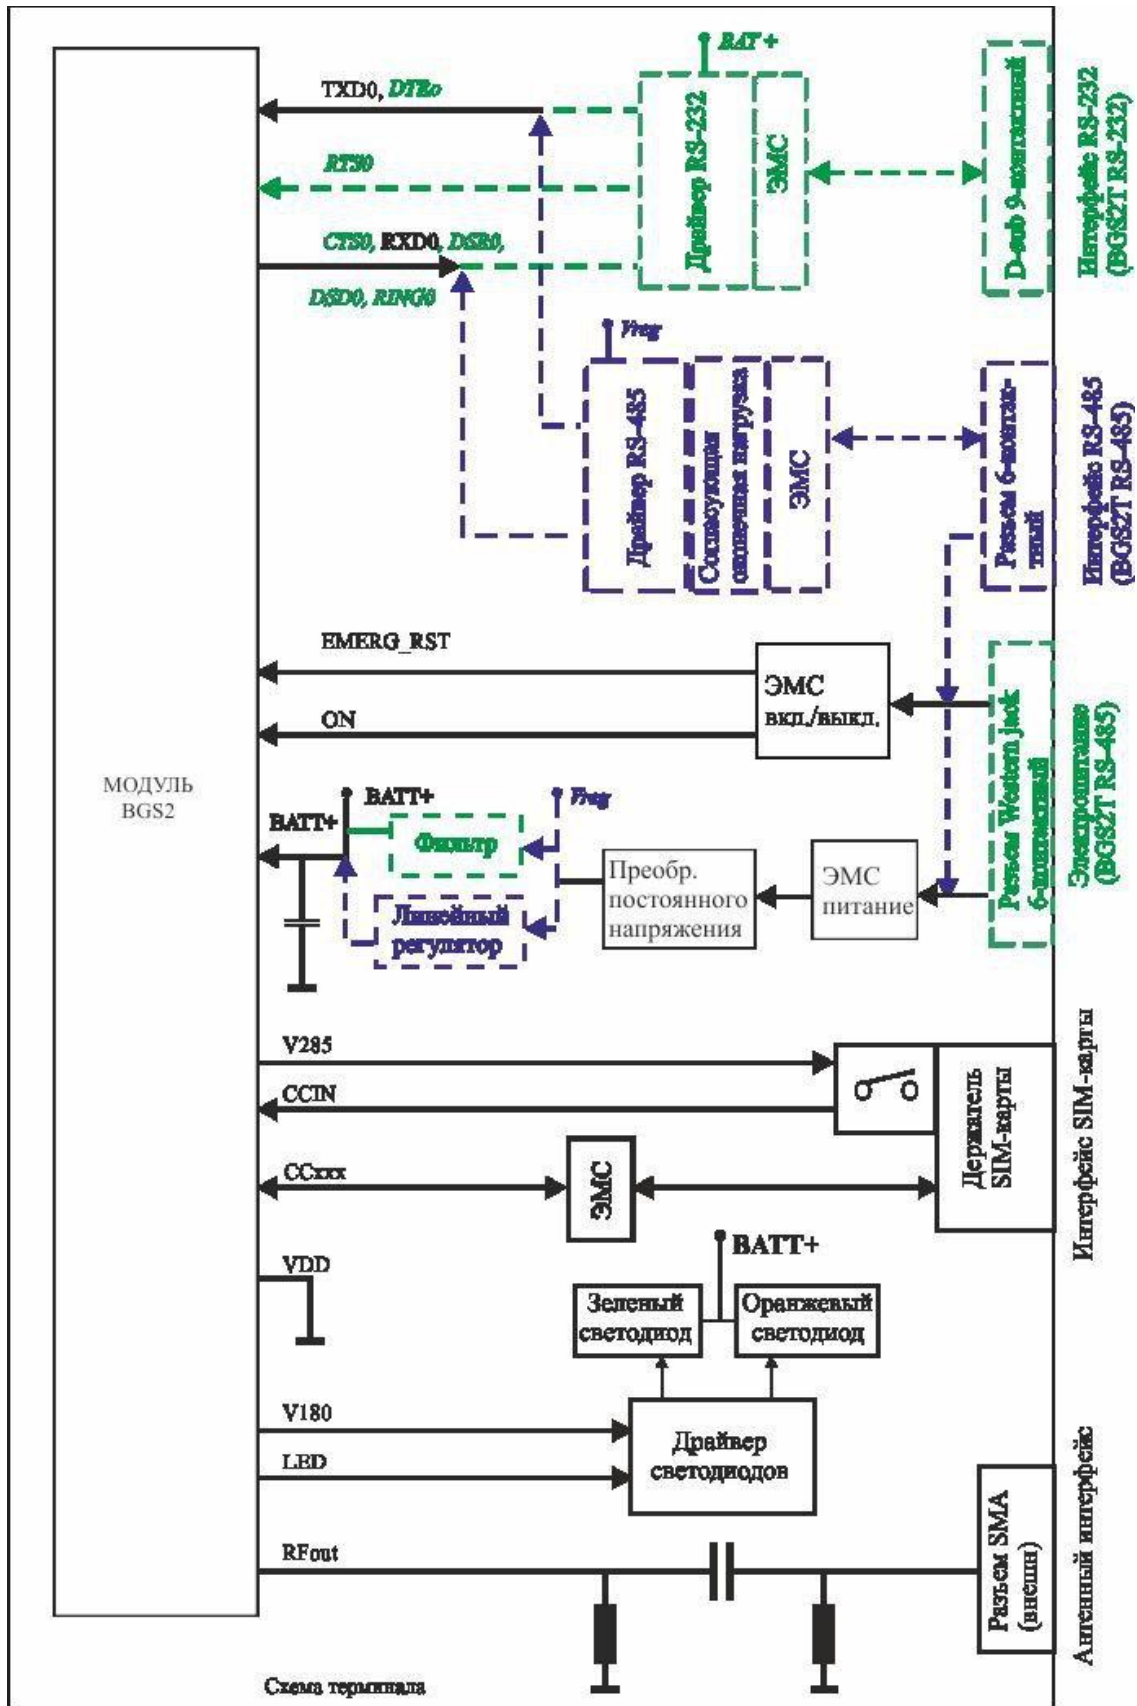 BAT +
TXD0, DTRo
RTS0
CTS0, RXD0, DSR0,
DSD0, RING0
Драйвер RS-232
ЭМС
D-sub 9-контактный
Интерфейс RS-232
(BGS2T RS-232)
Vreg
Драйвер RS-485
Согласующая
оконечная нагрузка
ЭМС
Разъем 6-контак-
тный
Интерфейс RS-485
(BGS2T RS-485)
EMERG_RST
ON
ЭМС
вкл./выкл.
Разъем Western jack
6-контактный
Электропитание
(BGS2T RS-485)
МОДУЛЬ
BGS2
BATT+
BATT+
Vreg
Фильтр
Линейный
регулятор
Преобр.
постоянного
напряжения
ЭМС
питание
V285
CCIN
CCxxx
ЭМС
Держатель
SIM-карты
Интерфейс SIM-карты
VDD
BATT+
Зеленый
светодиод
Оранжевый
светодиод
V180
LED
Драйвер
светодиодов
RFout
Разъем SMA
(внешн)
Антенный интерфейс
Схема терминала